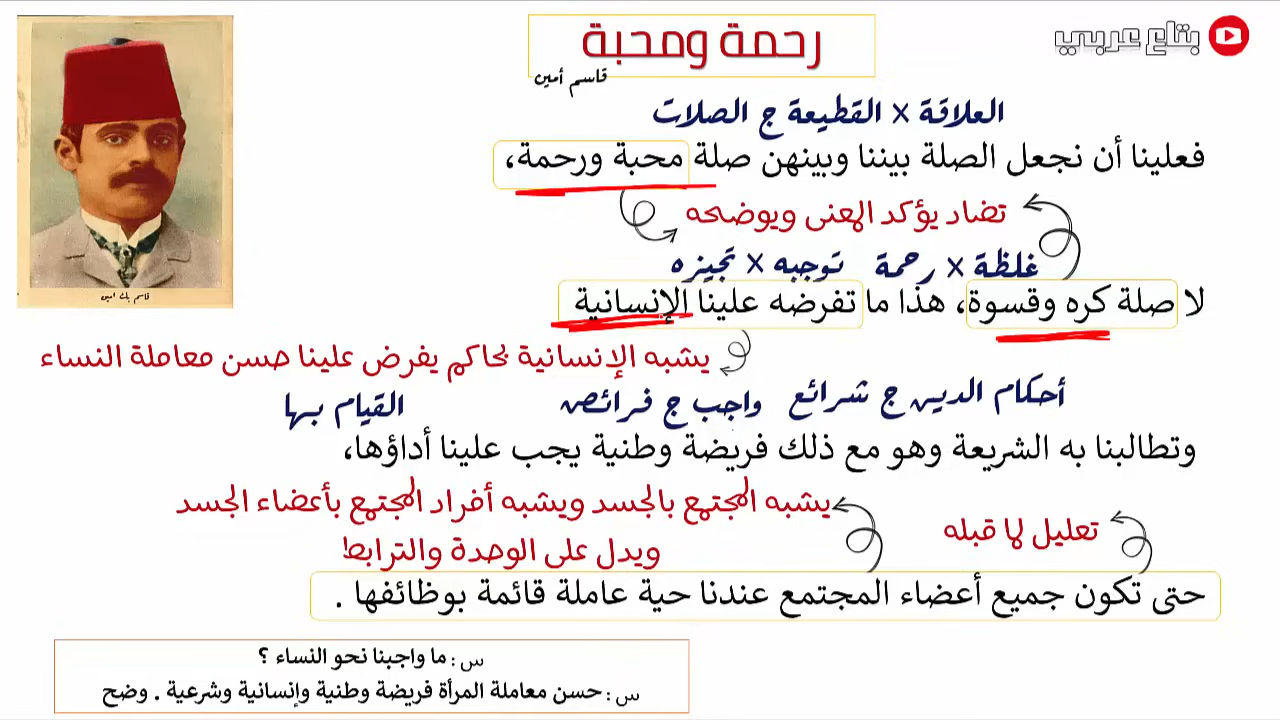 بتاع عربي
رحمة ومحبة
قاسم أمين
العلاقة × القطيعة ج الصلات
فعلينا أن نجعل الصلة بيننا وبينهن صلة محبة ورحمة،
تضاد يؤكد المعنى ويوضحه
غلظة × رحمة توجبه × تجيزه
لا صلة كره وقسوة، هذا ما تفرضه علينا الإنسانية
يشبه الإنسانية بحاكم يفرض علينا حسن معاملة النساء
أحكام الدين ج شرائع واجب ج فرائض القيام بها
وتطالبنا به الشريعة وهو مع ذلك فريضة وطنية يجب علينا أداؤها،
يشبه المجتمع بالجسد ويشبه أفراد المجتمع بأعضاء الجسد
تعليل لما قبله
ويدل على الوحدة والترابط
حتى تكون جميع أعضاء المجتمع عندنا حية عاملة قائمة بوظائفها .
س : ما واجبنا نحو النساء ؟
س : حسن معاملة المرأة فريضة وطنية وإنسانية وشرعية . وضح
قاسم بك امين